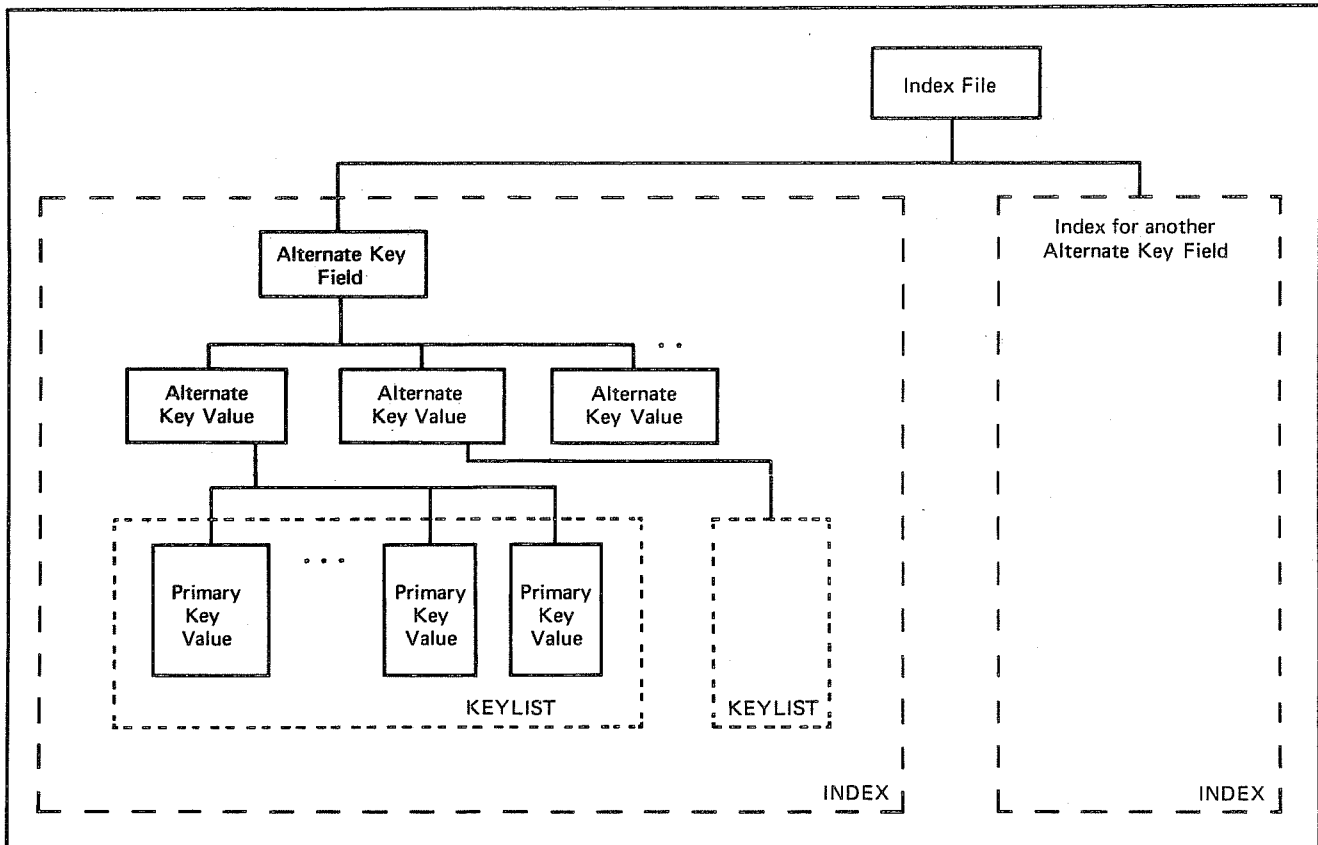 Index File
Index for another
Alternate Key Field
Alternate Key
Field
. .
Alternate
Key Value
Alternate
Key Value
Alternate
Key Value
. . .
Primary
Key
Value
Primary
Key
Value
Primary
Key
Value
KEYLIST
KEYLIST
INDEX
INDEX